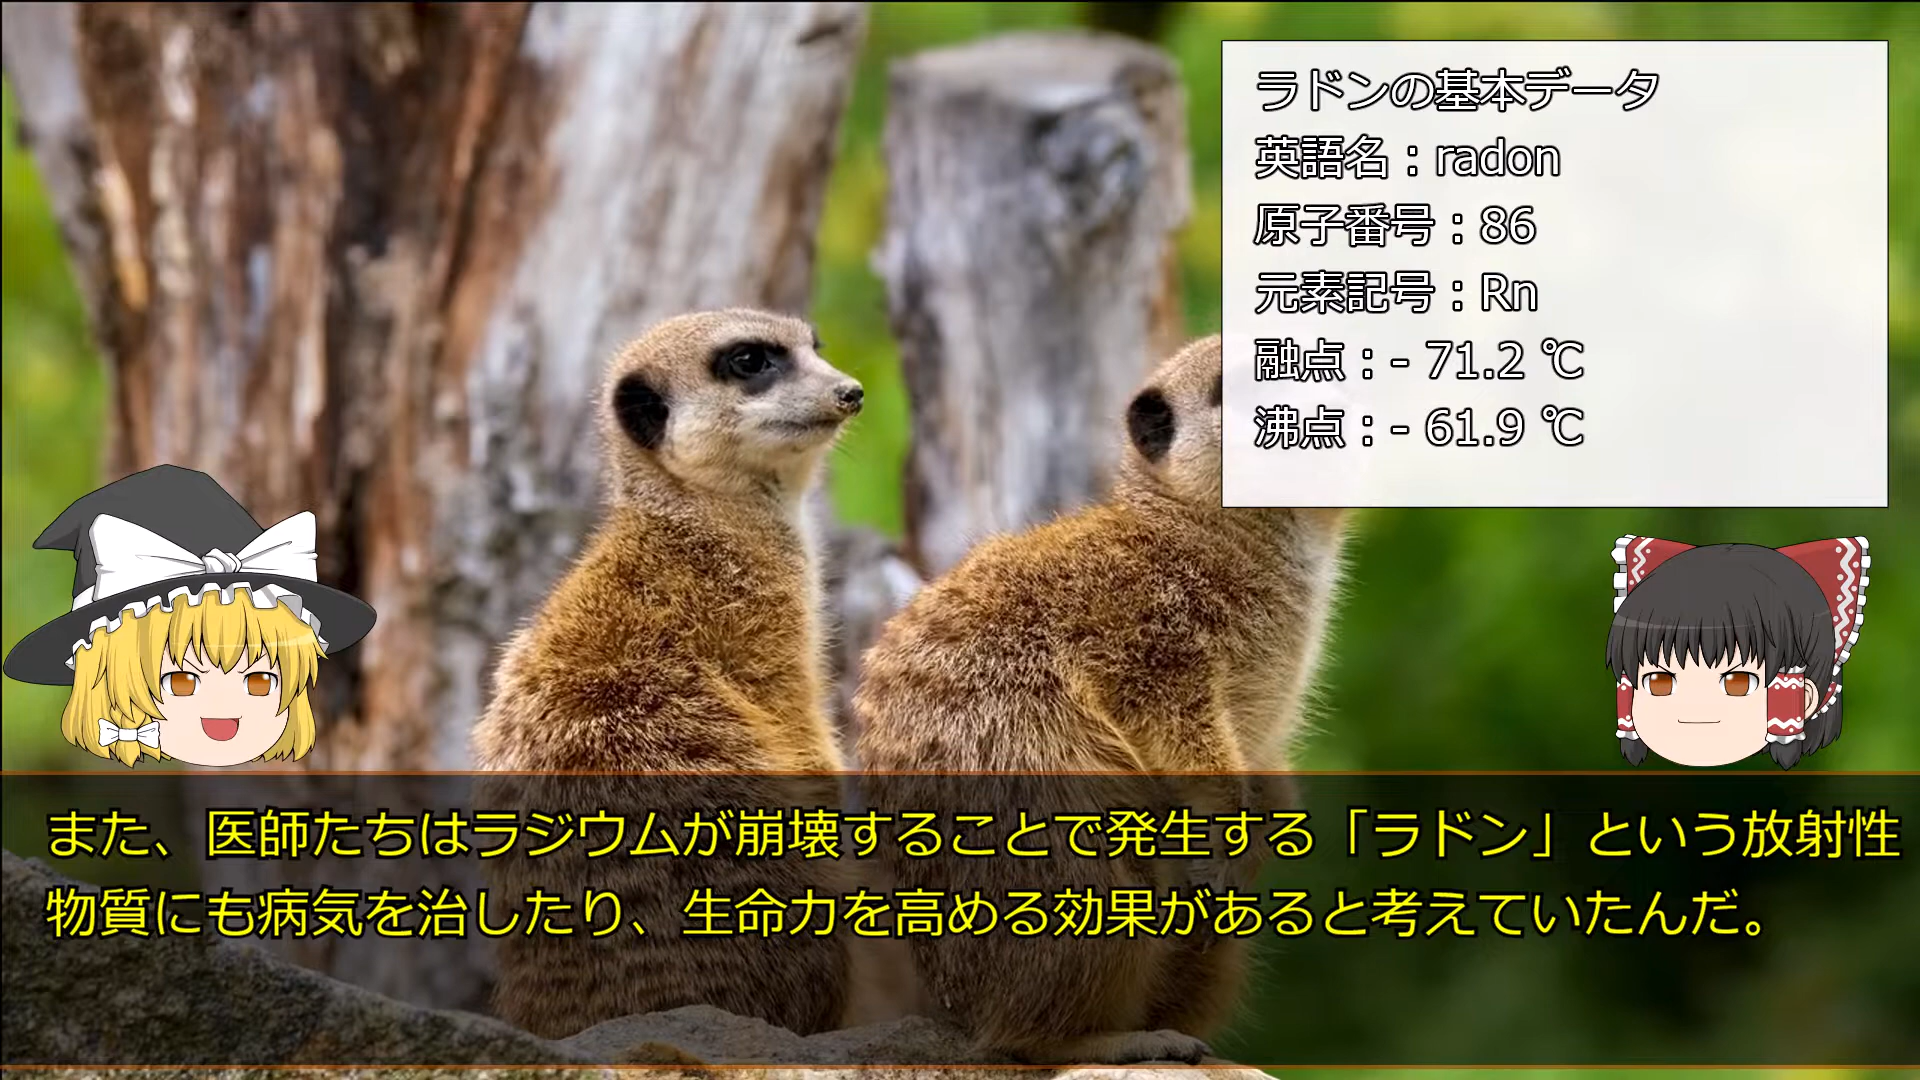 ラドンの基本データ
英語名：radon
原子番号：86
元素記号：Rn
融点：- 71.2 ℃
沸点：- 61.9 ℃
また、医師たちはラジウムが崩壊することで発生する「ラドン」という放射性
物質にも病気を治したり、生命力を高める効果があると考えていたんだ。